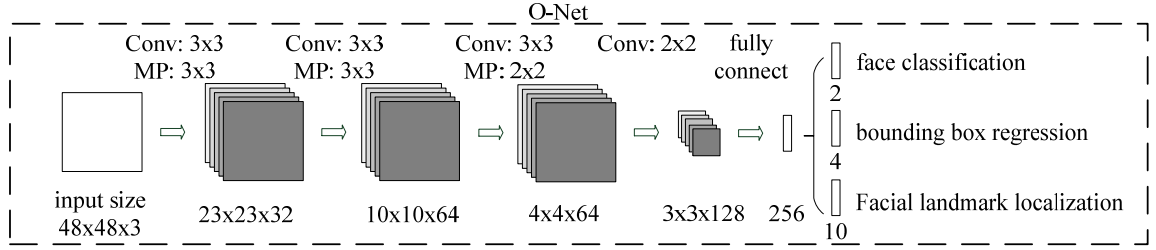 O-Net
Conv: 3x3
MP: 3x3
Conv: 3x3
MP: 3x3
Conv: 3x3
MP: 2x2
Conv: 2x2
fully
connect
input size
48x48x3
23x23x32
10x10x64
4x4x64
3x3x128
256
face classification
2
bounding box regression
4
Facial landmark localization
10